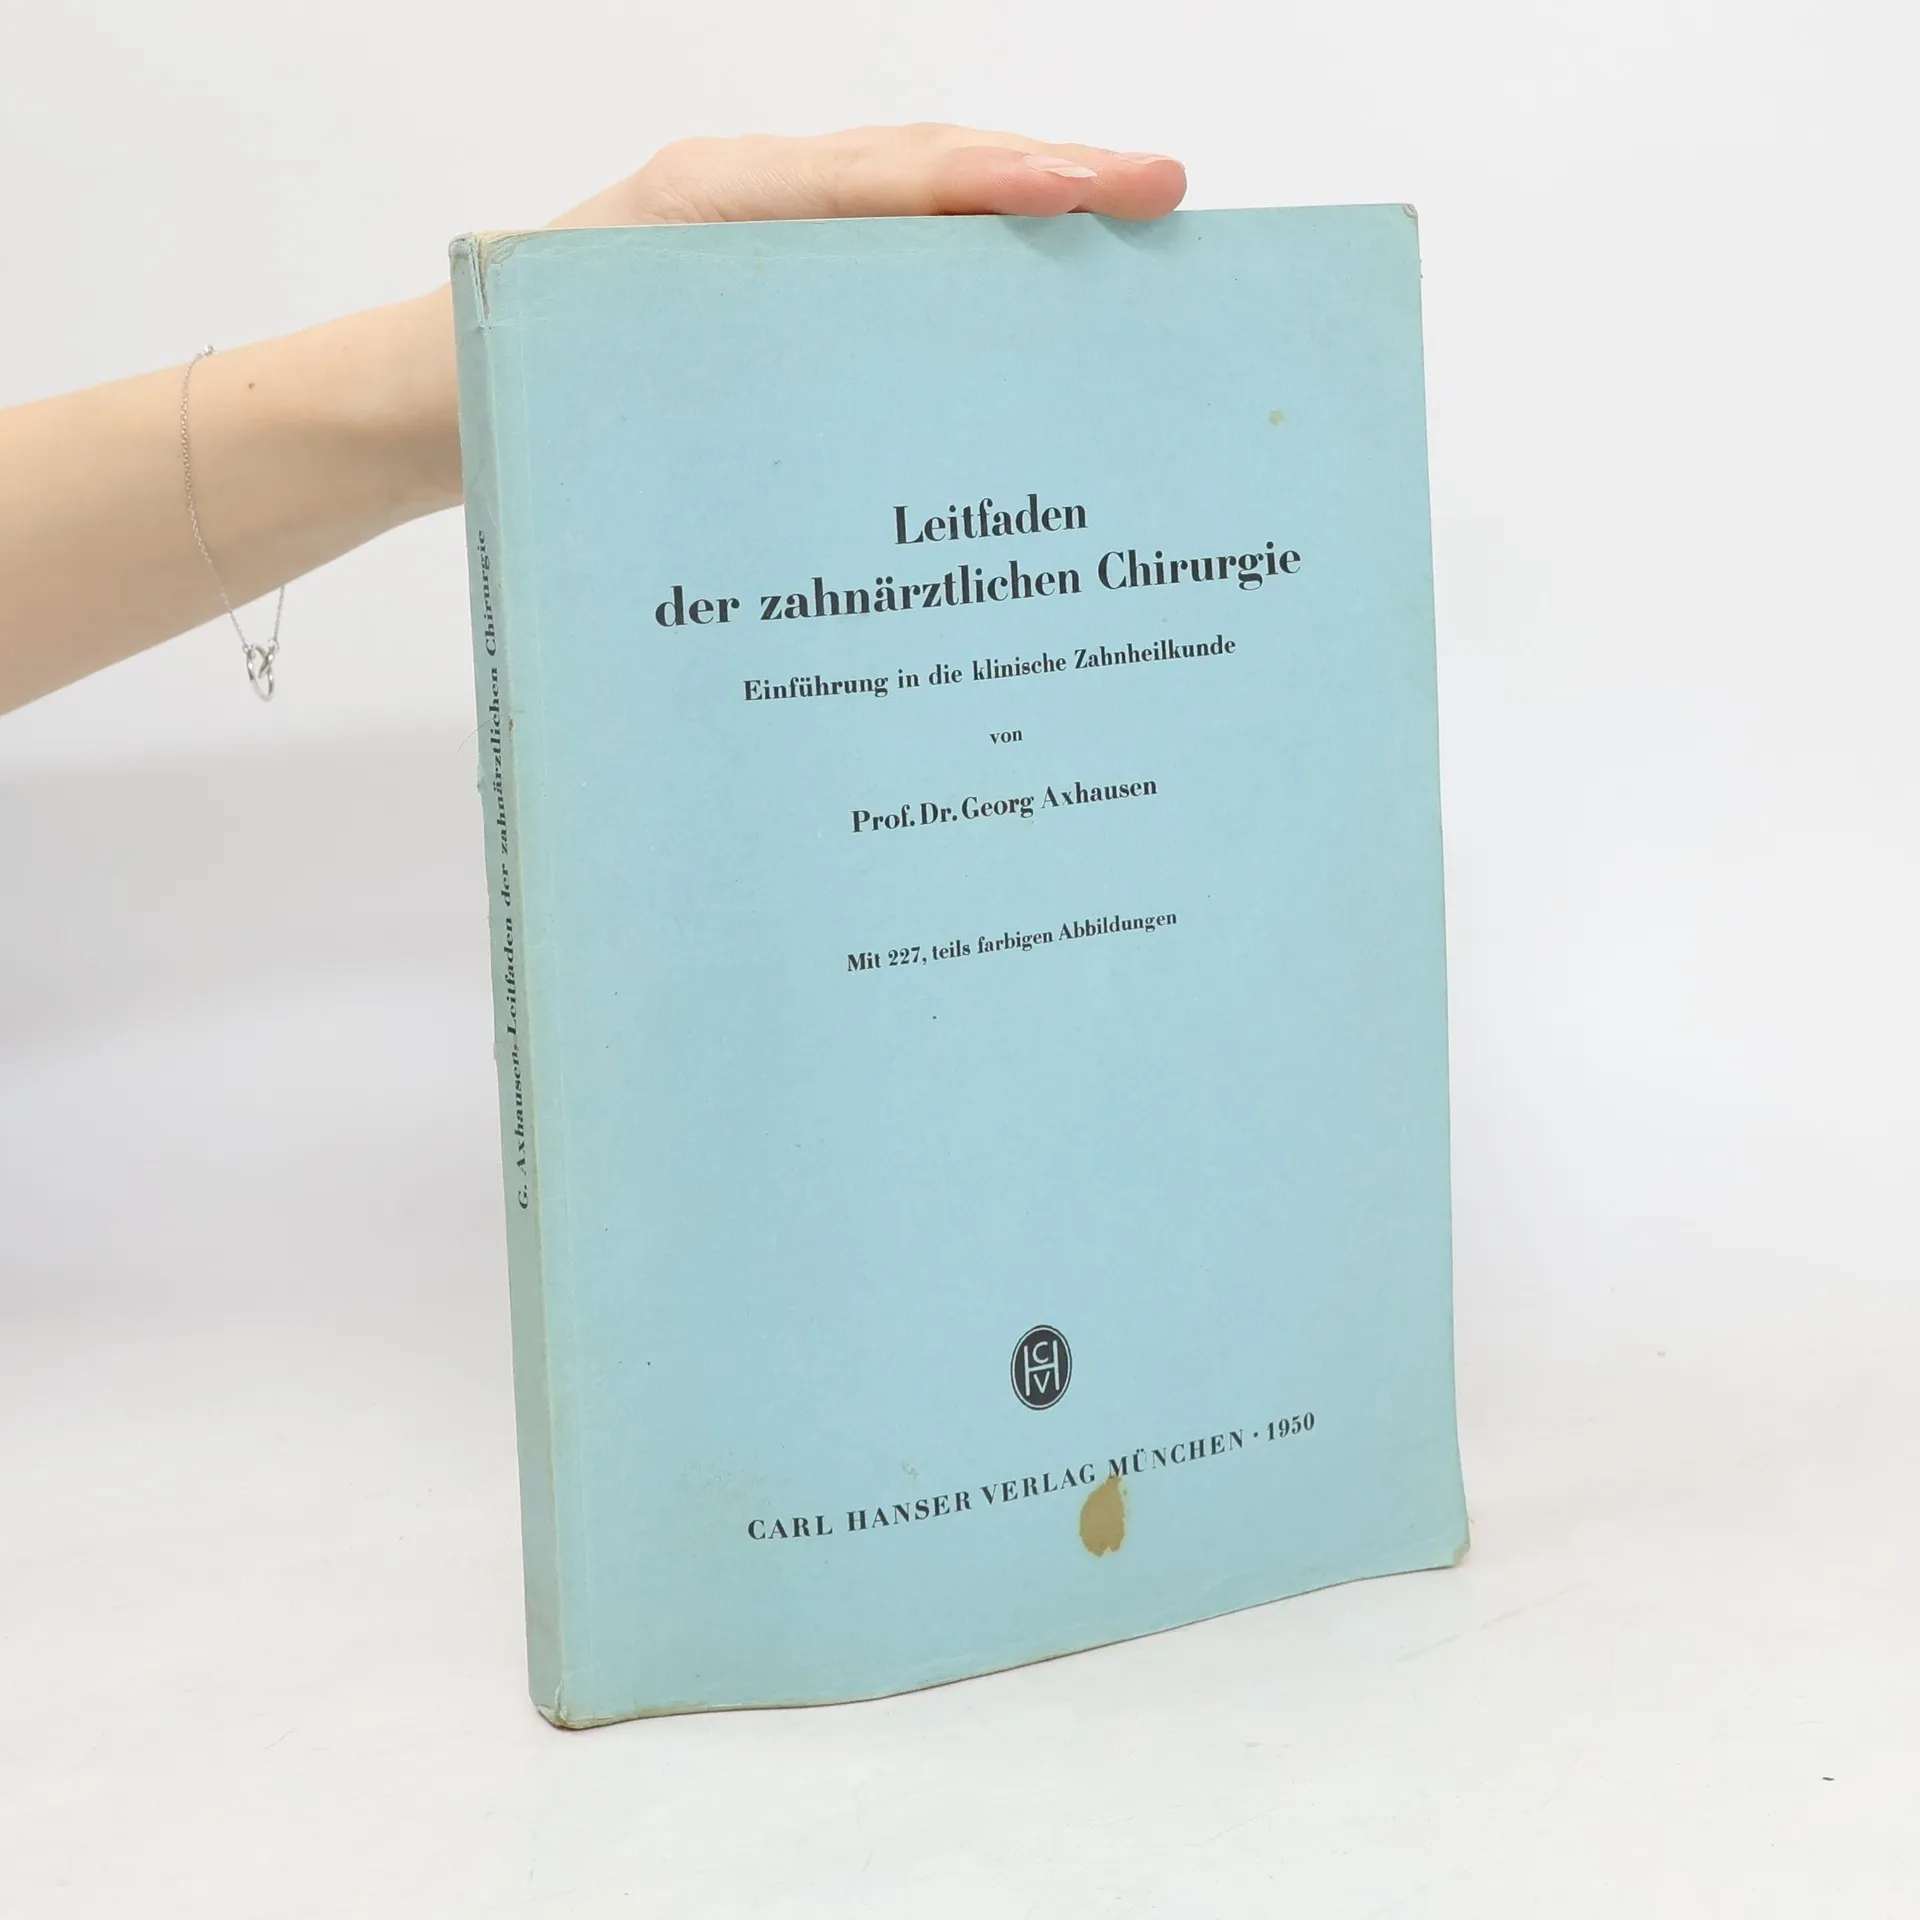 G. Axhausen, Leitfaden der zahnärztlichen Chirurgie
Leitfaden
der zahnärztlichen Chirurgie
Einführung in die klinische Zahnheilkunde
von
Prof. Dr. Georg Axhausen
Mit 227, teils farbigen Abbildungen
CHV
CARL HANSER VERLAG MÜNCHEN · 1950